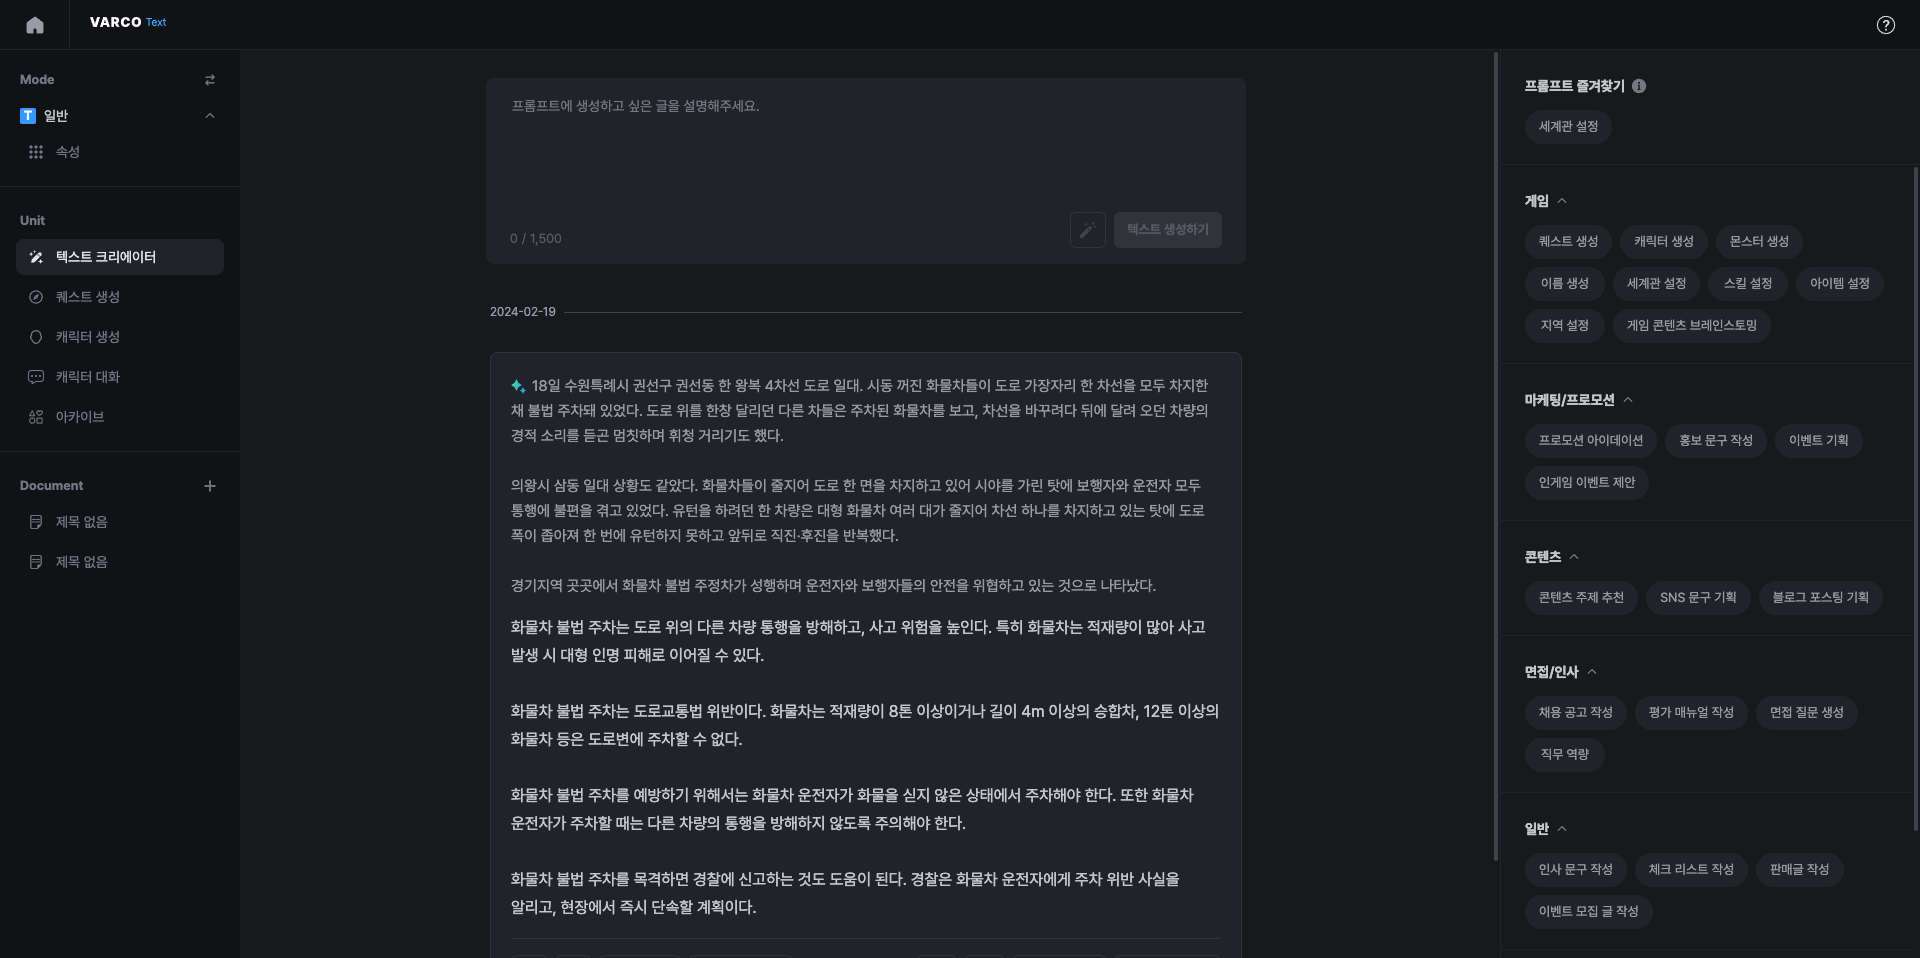 VARCO Text
Mode
일반
속성
Unit
텍스트 크리에이터
퀘스트 생성
캐릭터 생성
캐릭터 대화
아카이브
Document
제목 없음
제목 없음
프롬프트에 생성하고 싶은 글을 설명해주세요.
0 / 1,500
텍스트 생성하기
2024-02-19
18일 수원특례시 권선구 권선동 한 왕복 4차선 도로 일대. 시동 꺼진 화물차들이 도로 가장자리 한 차선을 모두 차지한
채 불법 주차돼 있었다. 도로 위를 한창 달리던 다른 차들은 주차된 화물차를 보고, 차선을 바꾸려다 뒤에 달려 오던 차량의
경적 소리를 듣곤 멈칫하며 휘청 거리기도 했다.
의왕시 삼동 일대 상황도 같았다. 화물차들이 줄지어 도로 한 면을 차지하고 있어 시야를 가린 탓에 보행자와 운전자 모두
통행에 불편을 겪고 있었다. 유턴을 하려던 한 차량은 대형 화물차 여러 대가 줄지어 차선 하나를 차지하고 있는 탓에 도로
폭이 좁아져 한 번에 유턴하지 못하고 앞뒤로 직진·후진을 반복했다.
경기지역 곳곳에서 화물차 불법 주정차가 성행하며 운전자와 보행자들의 안전을 위협하고 있는 것으로 나타났다.
화물차 불법 주차는 도로 위의 다른 차량 통행을 방해하고, 사고 위험을 높인다. 특히 화물차는 적재량이 많아 사고
발생 시 대형 인명 피해로 이어질 수 있다.
화물차 불법 주차는 도로교통법 위반이다. 화물차는 적재량이 8톤 이상이거나 길이 4m 이상의 승합차, 12톤 이상의
화물차 등은 도로변에 주차할 수 없다.
화물차 불법 주차를 예방하기 위해서는 화물차 운전자가 화물을 싣지 않은 상태에서 주차해야 한다. 또한 화물차
운전자가 주차할 때는 다른 차량의 통행을 방해하지 않도록 주의해야 한다.
화물차 불법 주차를 목격하면 경찰에 신고하는 것도 도움이 된다. 경찰은 화물차 운전자에게 주차 위반 사실을
알리고, 현장에서 즉시 단속할 계획이다.
프롬프트 즐겨찾기
세계관 설정
게임
퀘스트 생성 캐릭터 생성 몬스터 생성
이름 생성 세계관 설정 스킬 설정 아이템 설정
지역 설정 게임 콘텐츠 브레인스토밍
마케팅/프로모션
프로모션 아이데이션 홍보 문구 작성 이벤트 기획
인게임 이벤트 제안
콘텐츠
콘텐츠 주제 추천 SNS 문구 기획 블로그 포스팅 기획
면접/인사
채용 공고 작성 평가 매뉴얼 작성 면접 질문 생성
직무 역량
일반
인사 문구 작성 체크 리스트 작성 판매글 작성
이벤트 모집 글 작성